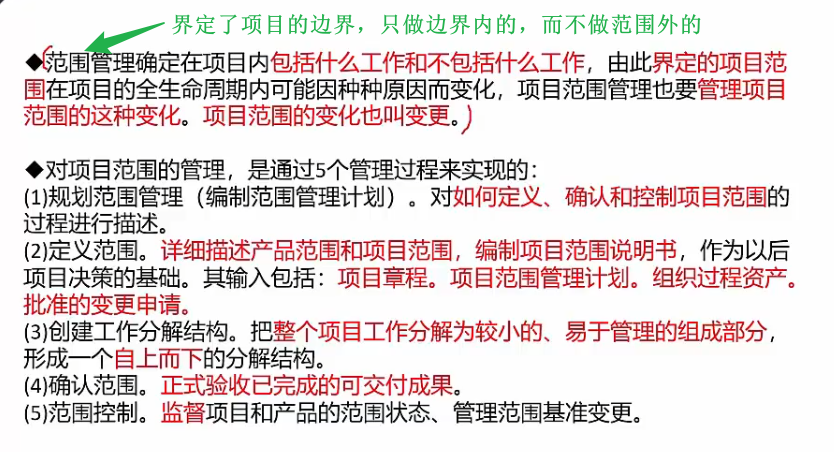 界定了项目的边界，只做边界内的，而不做范围外的
◆范围管理确定在项目内包括什么工作和不包括什么工作，由此界定的项目范
围在项目的全生命周期内可能因种种原因而变化，项目范围管理也要管理项目
范围的这种变化。项目范围的变化也叫变更。
◆对项目范围的管理，是通过5个管理过程来实现的：
(1)规划范围管理（编制范围管理计划）。对如何定义、确认和控制项目范围的
过程进行描述。
(2)定义范围。详细描述产品范围和项目范围，编制项目范围说明书，作为以后
项目决策的基础。其输入包括：项目章程。项目范围管理计划。组织过程资产。
批准的变更申请。
(3)创建工作分解结构。把整个项目工作分解为较小的、易于管理的组成部分，
形成一个自上而下的分解结构。
(4)确认范围。正式验收已完成的可交付成果。
(5)范围控制。监督项目和产品的范围状态、管理范围基准变更。